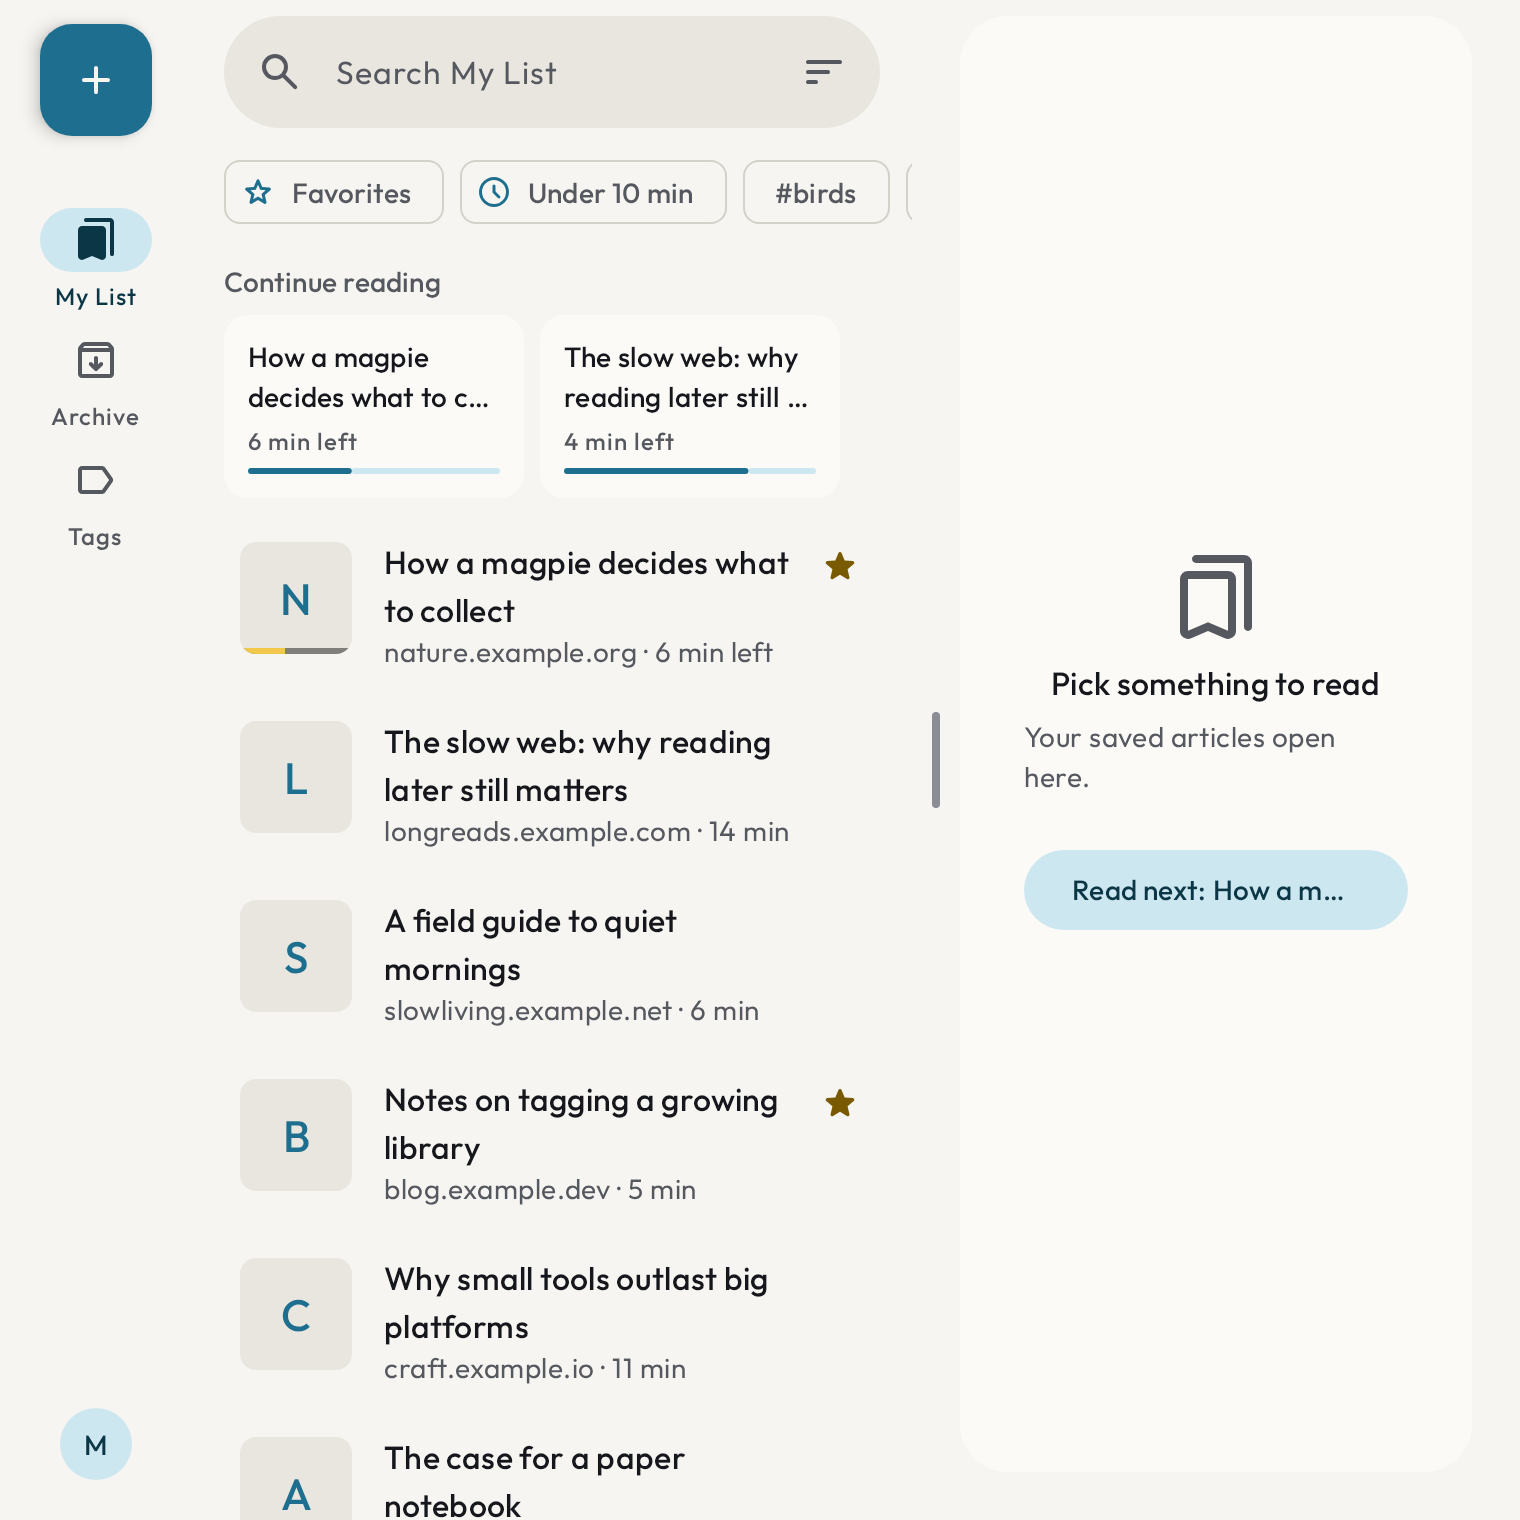 Search My List
Favorites
Under 10 min
#birds
My List
Archive
Tags
M
Continue reading
How a magpie
decides what to c...
6 min left
The slow web: why
reading later still ...
4 min left
N
How a magpie decides what
to collect
nature.example.org · 6 min left
L
The slow web: why reading
later still matters
longreads.example.com · 14 min
S
A field guide to quiet
mornings
slowliving.example.net · 6 min
B
Notes on tagging a growing
library
blog.example.dev · 5 min
C
Why small tools outlast big
platforms
craft.example.io · 11 min
A
The case for a paper
notebook
Pick something to read
Your saved articles open
here.
Read next: How a m...